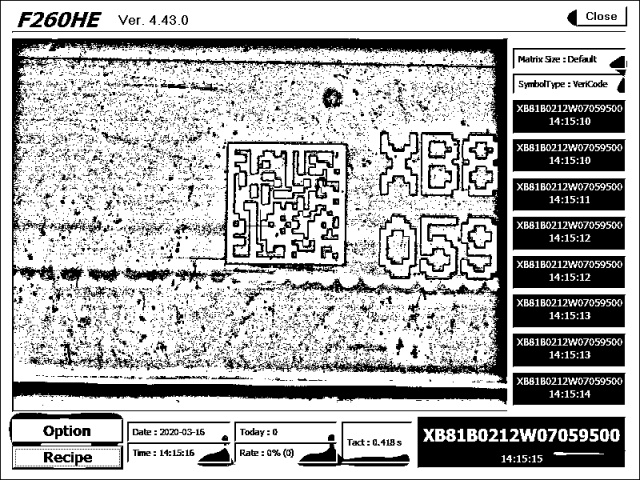 F260HE Ver. 4.43.0
Close
Matrix Size : Default
SymbolType : VeriCode
XB81B0212W07059500
14:15:10
XB81B0212W07059500
14:15:10
XB81B0212W07059500
14:15:11
XB81B0212W07059500
14:15:12
XB81B0212W07059500
14:15:12
XB81B0212W07059500
14:15:13
XB81B0212W07059500
14:15:13
XB81B0212W07059500
14:15:14
XB8
059
Option
Recipe
Date : 2020-03-16
Time : 14:15:16
Today : 0
Rate : 0% (0)
Tact : 0.418 s
XB81B0212W07059500
14:15:15